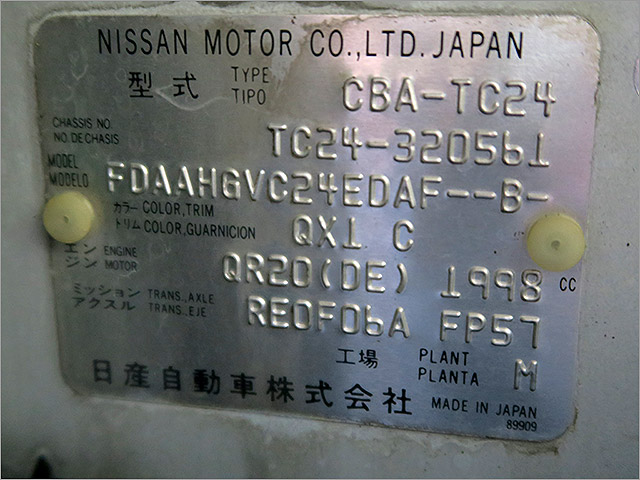 NISSAN MOTOR CO.,LTD. JAPAN
型式 TYPE TIPO CBA-TC24
CHASSIS NO
NO. DE CHASIS TC24-320561
MODEL
MODELO FDAAHGVC24EDAF--B-
カラー COLOR,TRIM
トリム COLOR,GUARNICION QX1 C
エン ENGINE
ジン MOTOR QR20(DE) 1998 CC
ミッション TRANS.,AXLE
アクスル TRANS.,EJE RE0F06A FP57
工場 PLANT PLANTA M
日産自動車株式会社 MADE IN JAPAN
89909